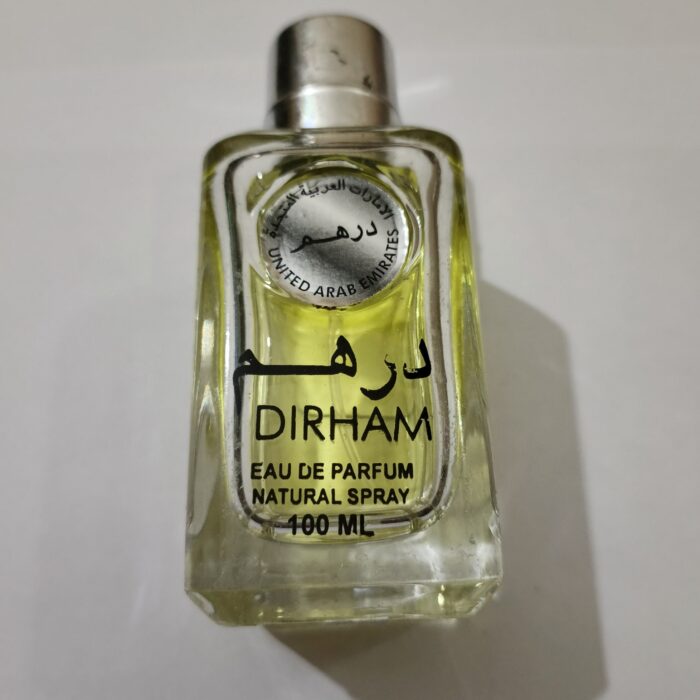 الإمارات العربية المتحدة
درهم
UNITED ARAB EMIRATES
درهم
DIRHAM
EAU DE PARFUM
NATURAL SPRAY
100 ML